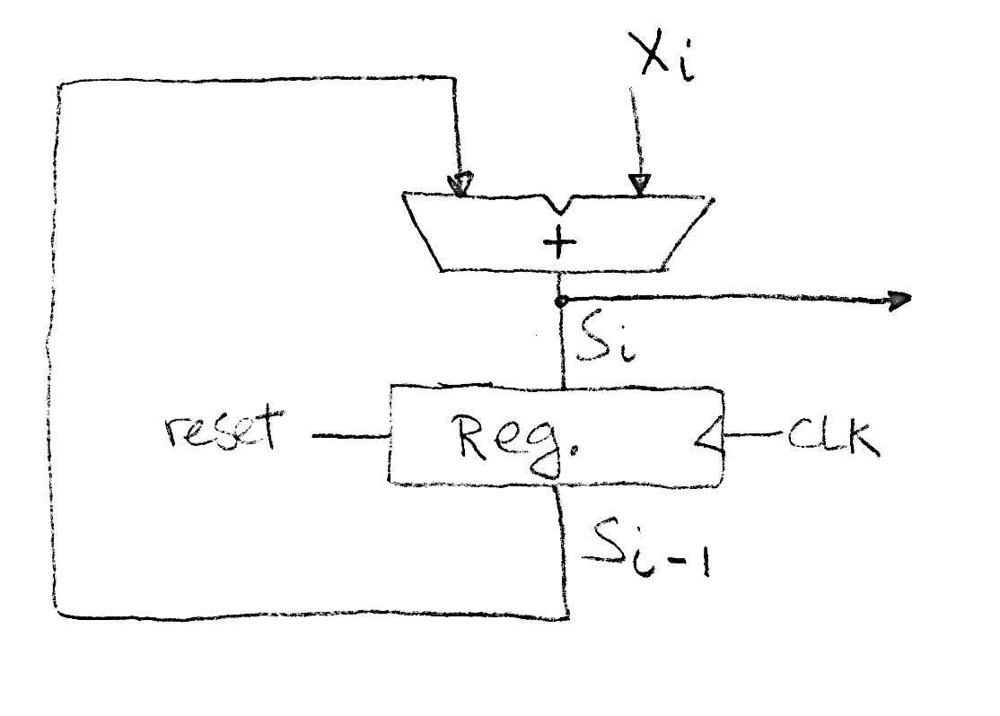 Xi
+
Si
reset Reg. CLK
Si-1